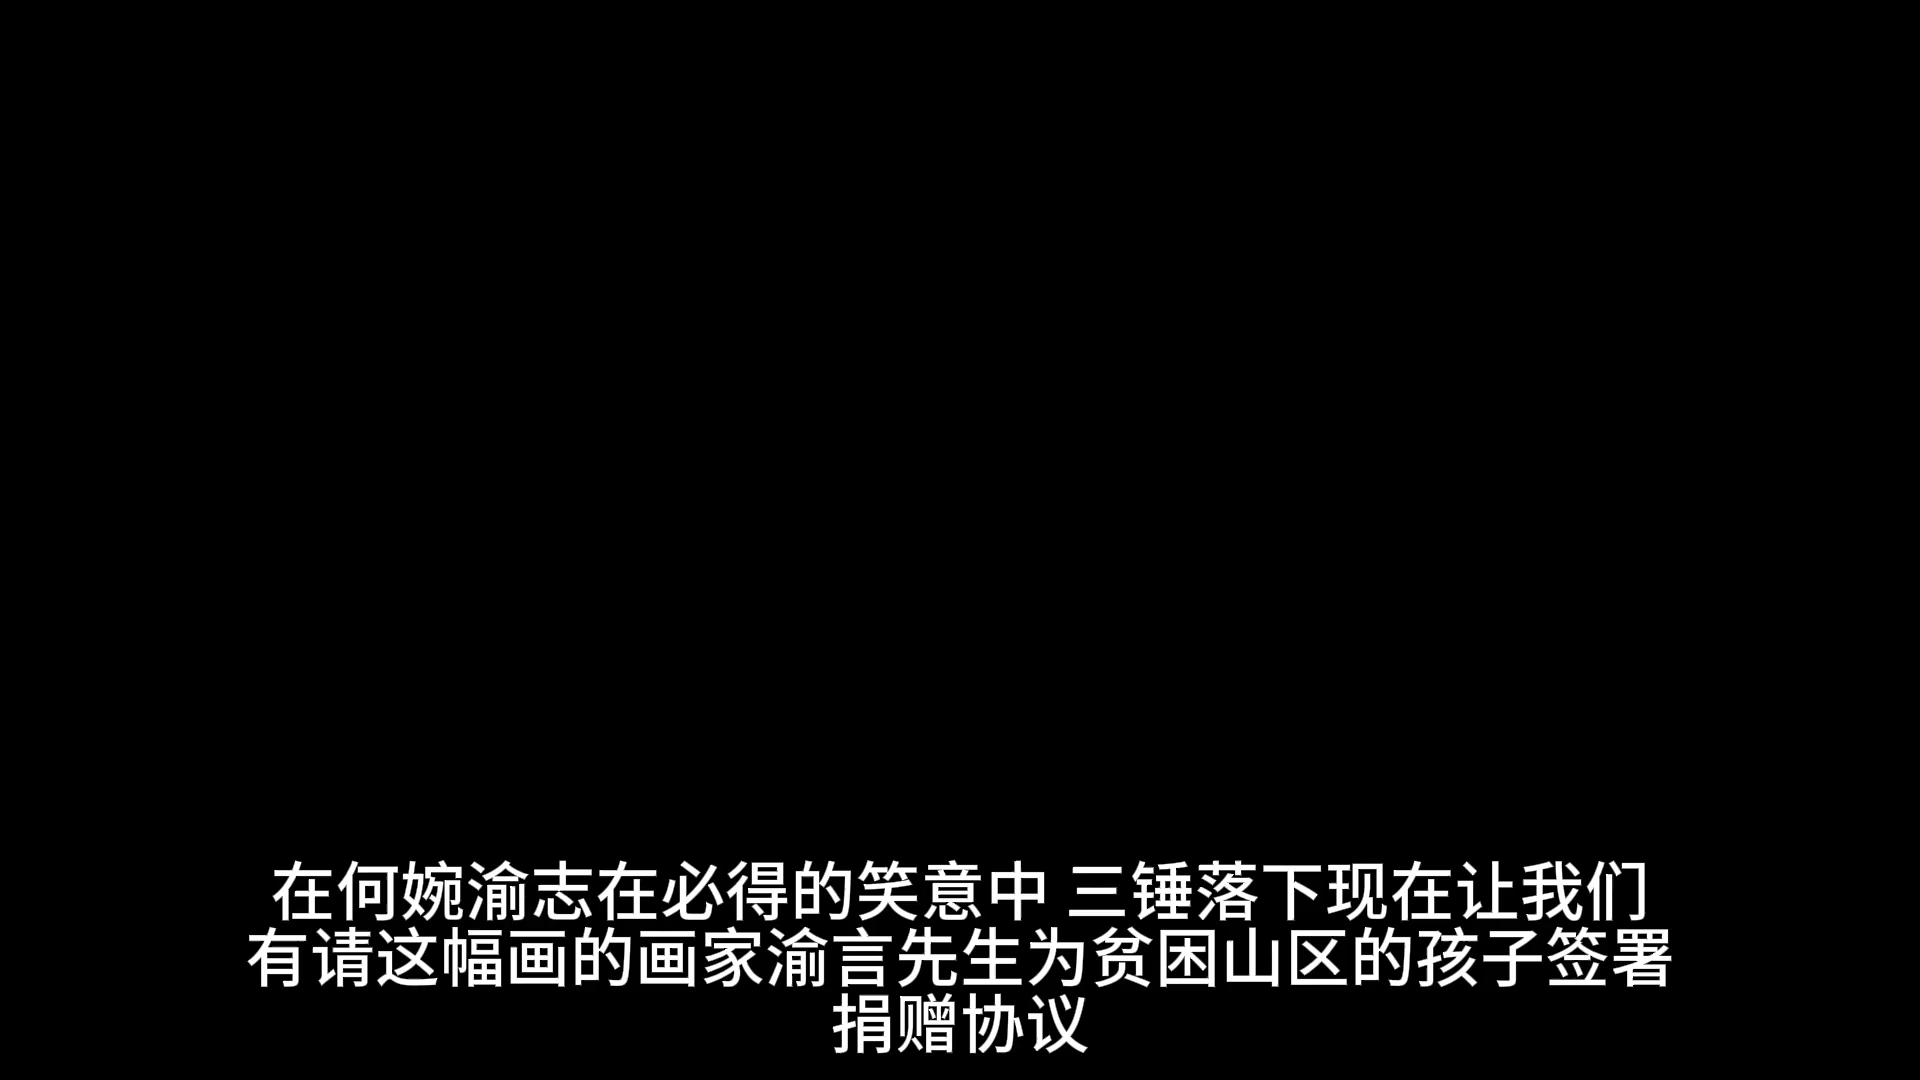 在何婉渝志在必得的笑意中 三锤落下现在让我们
有请这幅画的画家渝言先生为贫困山区的孩子签署
捐赠协议